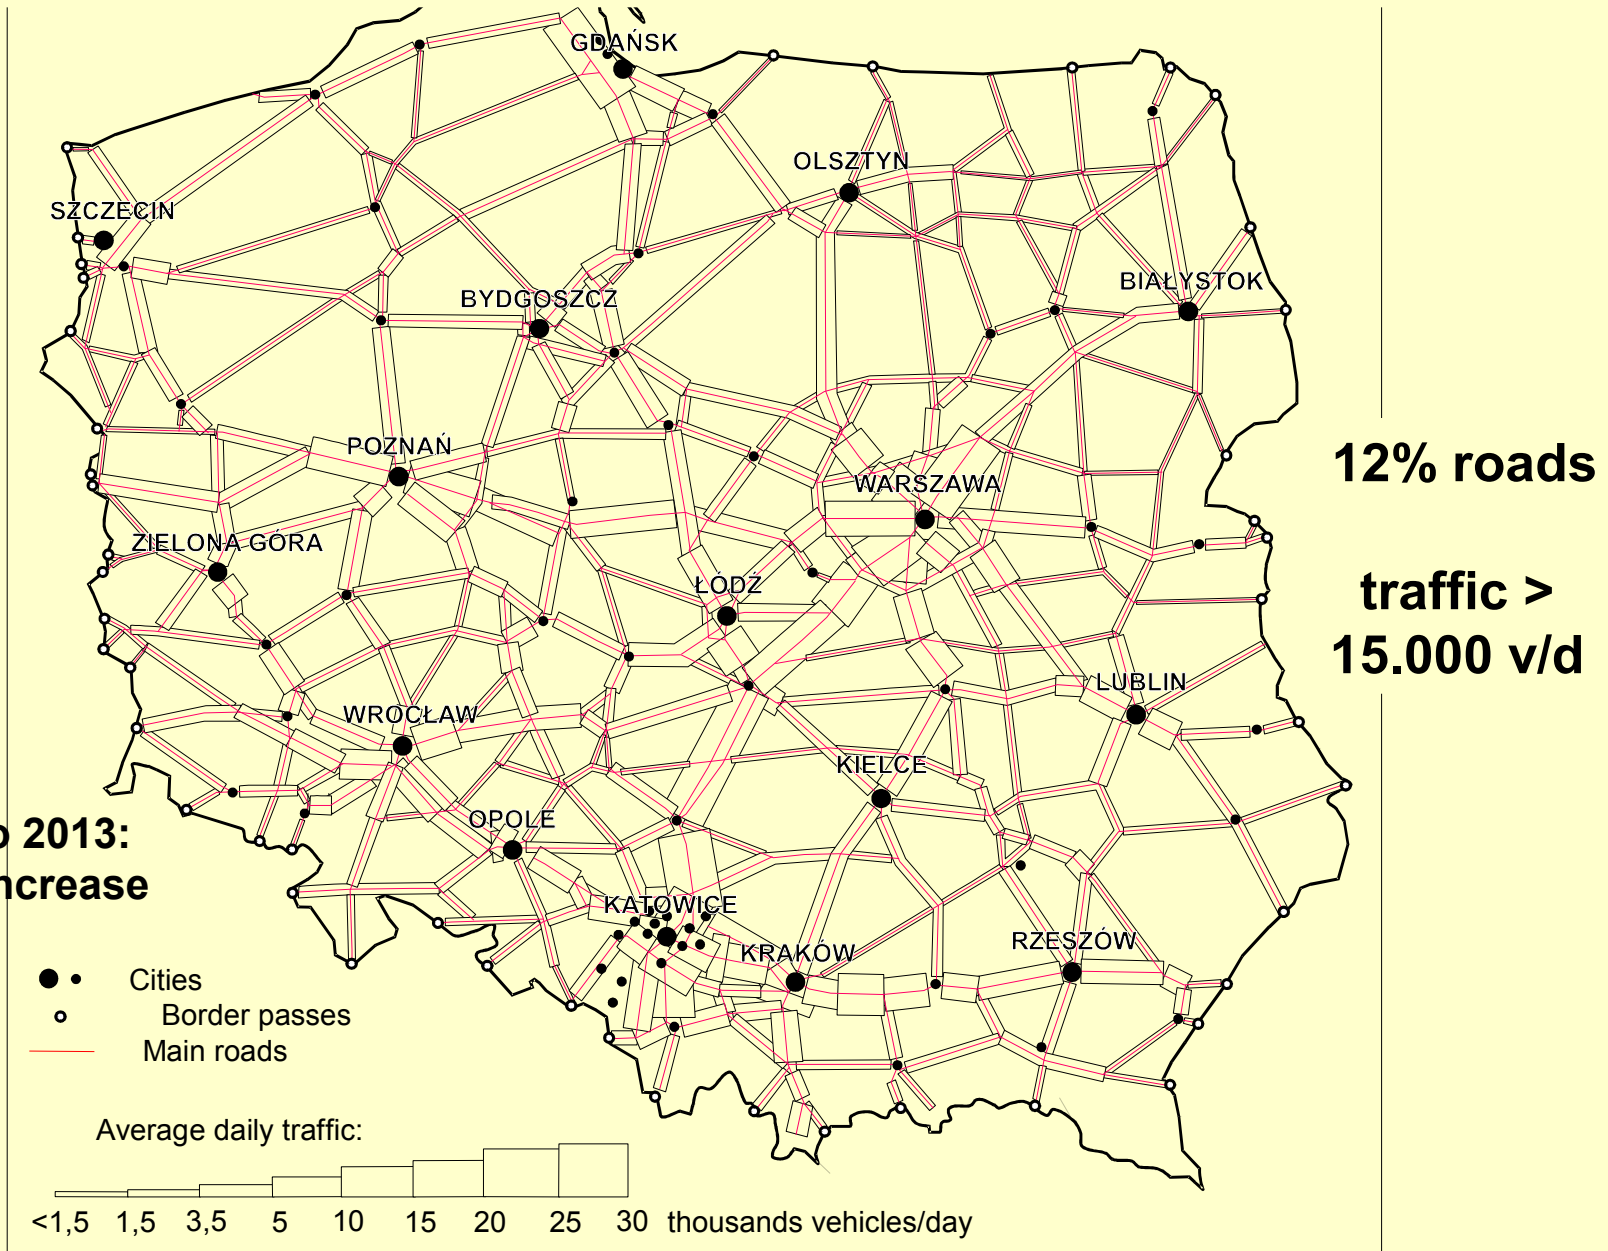 GDAŃSK
OLSZTYN
SZCZECIN
BIAŁYSTOK
BYDGOSZCZ
POZNAŃ
WARSZAWA
12% roads
ZIELONA GÓRA
ŁÓDŹ
traffic >
15.000 v/d
LUBLIN
WROCŁAW
KIELCE
OPOLE
2013:
KATOWICE
RZESZÓW
KRAKÓW
Cities
Border passes
Main roads
Average daily traffic:
<1,5 1,5 3,5 5 10 15 20 25 30 thousands vehicles/day